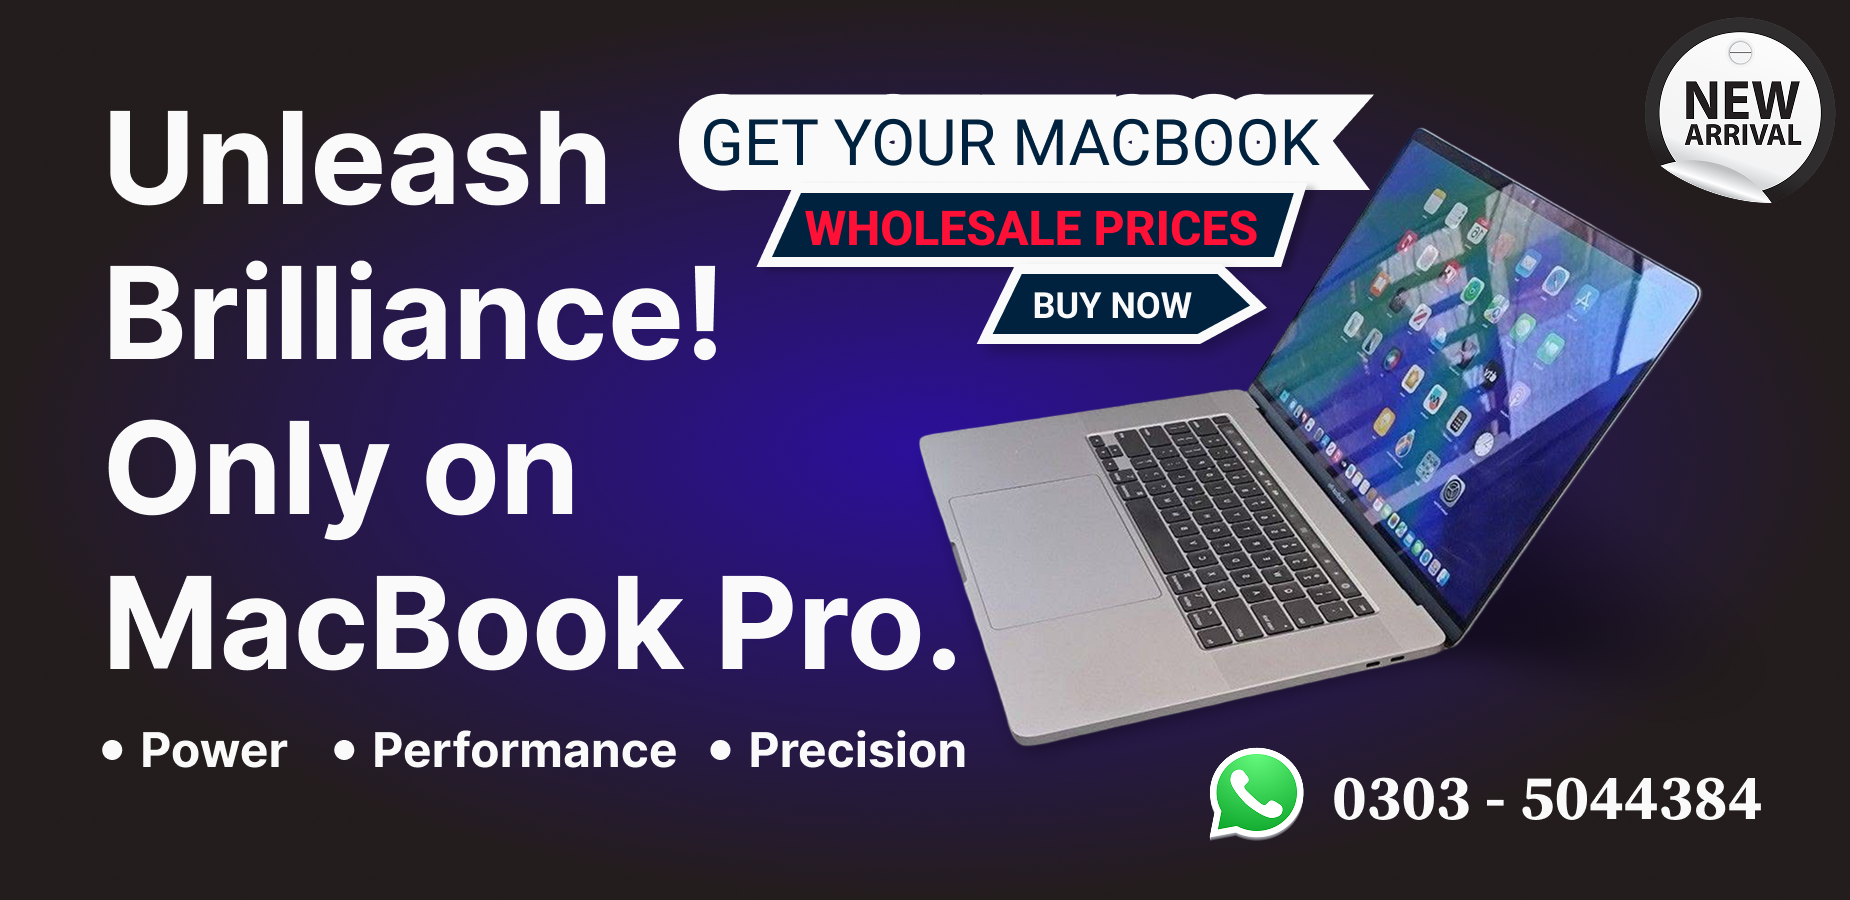 Unleash
Brilliance!
Only on
MacBook Pro.
• Power • Performance • Precision
GET YOUR MACBOOK
WHOLESALE PRICES
BUY NOW
NEW
ARRIVAL
0303 - 5044384